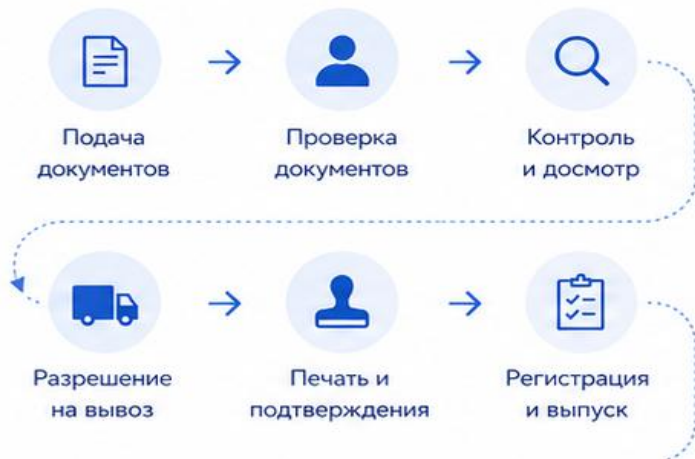 Подача
документов
Проверка
документов
Контроль
и досмотр
Разрешение
на вывоз
Печать и
подтверждения
Регистрация
и выпуск